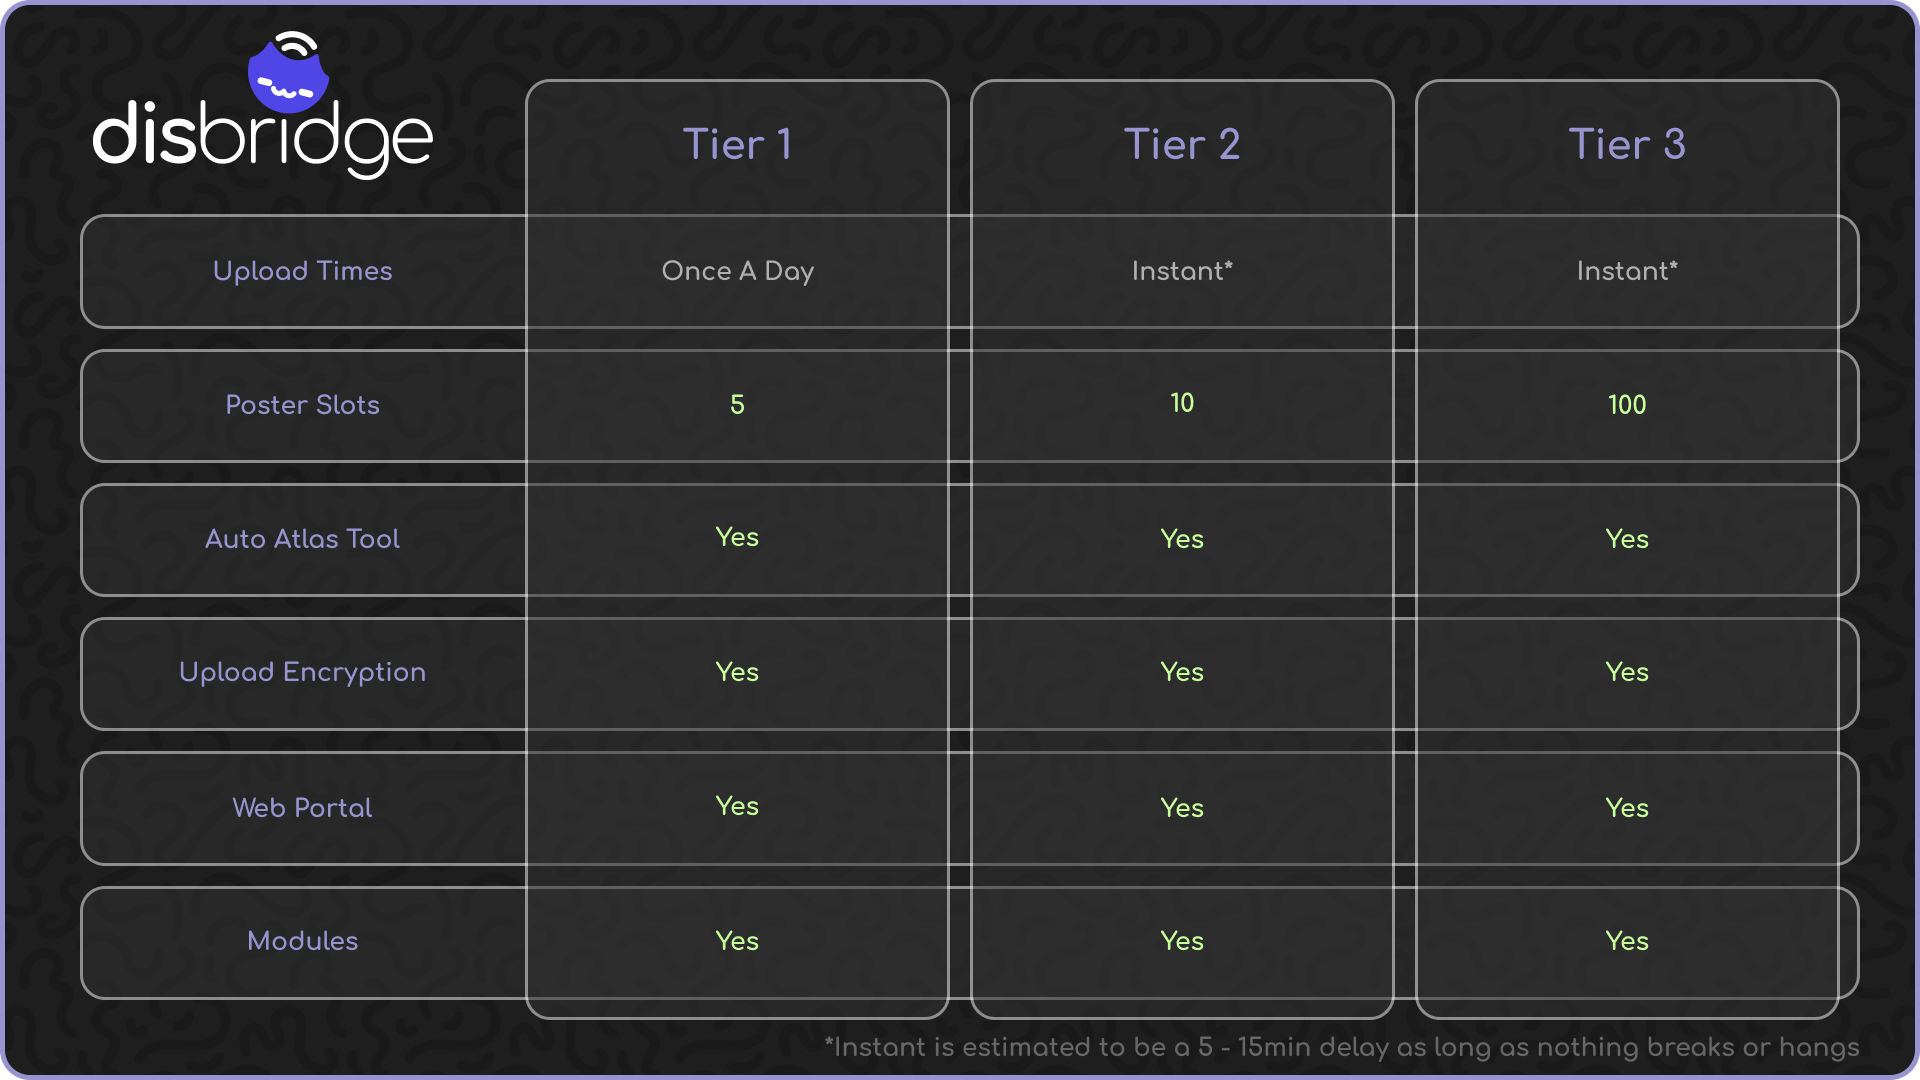 disbridge
Tier 1 Tier 2 Tier 3
Upload Times Once A Day Instant* Instant*
Poster Slots 5 10 100
Auto Atlas Tool Yes Yes Yes
Upload Encryption Yes Yes Yes
Web Portal Yes Yes Yes
Modules Yes Yes Yes
*Instant is estimated to be a 5 - 15min delay as long as nothing breaks or hangs